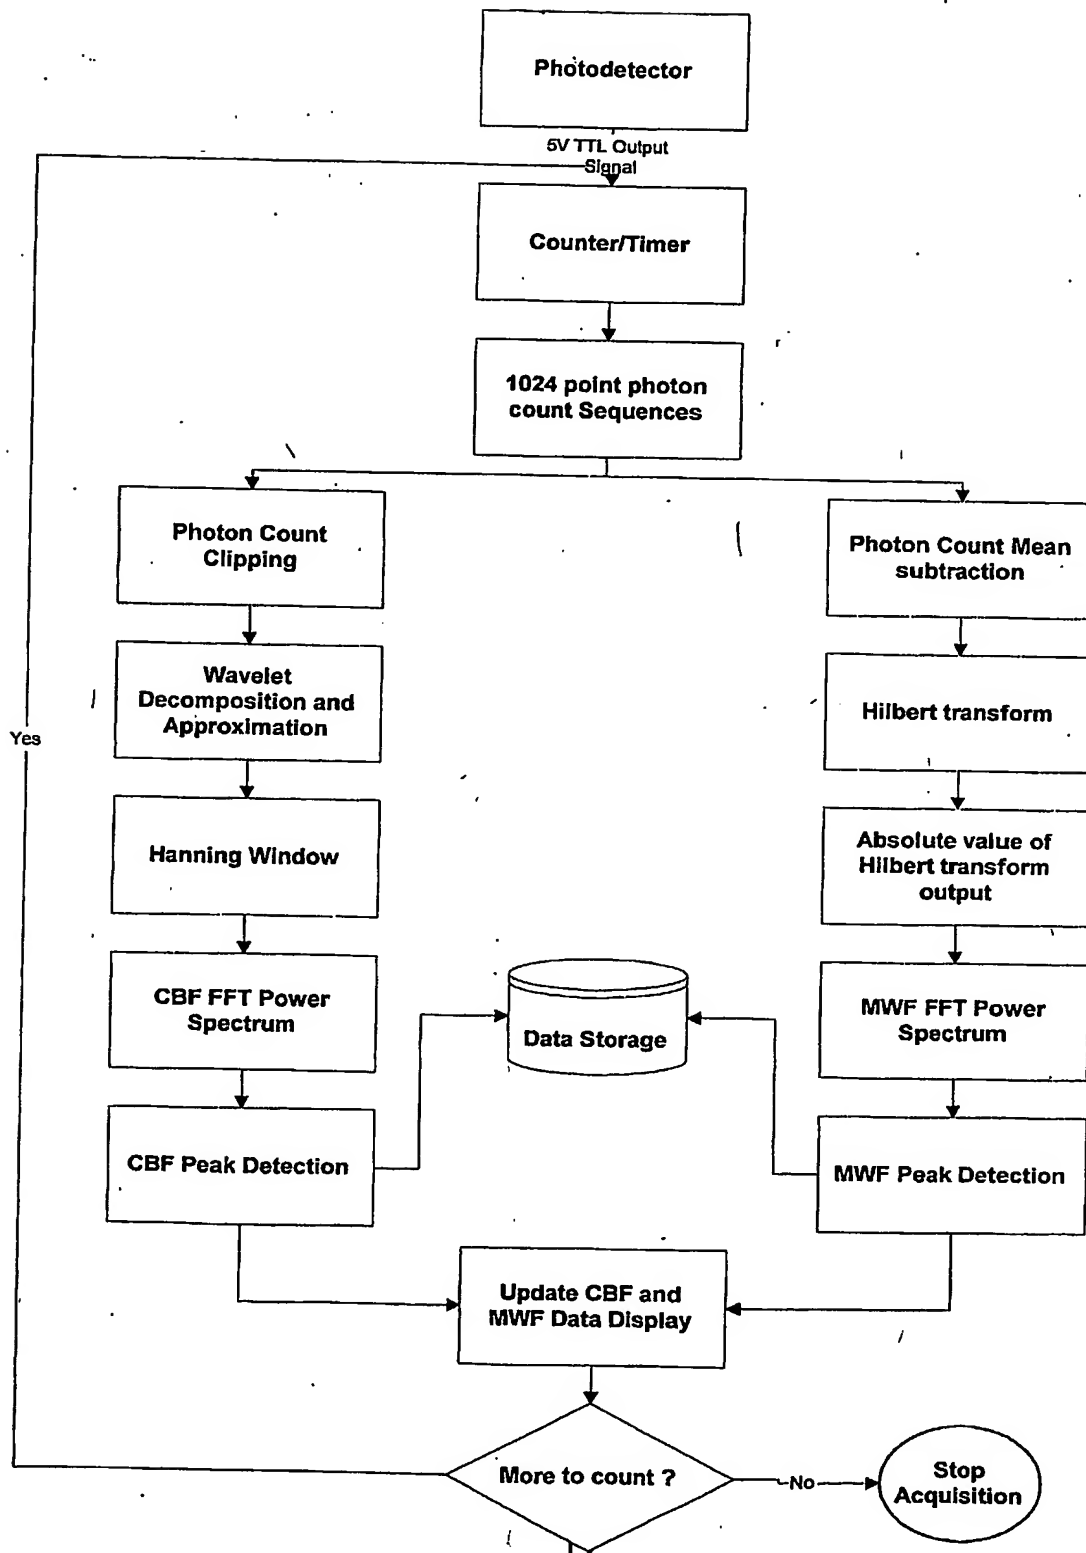 Photodetector
5V TTL Output
Signal
Counter/Timer
1024 point photon
count Sequences
Photon Count
Clipping
Photon Count Mean
subtraction
Wavelet
Decomposition and
Approximation
Hilbert transform
Yes
Hanning Window
Absolute value of
Hilbert transform
output
CBF FFT Power
Spectrum
Data Storage
MWF FFT Power
Spectrum
CBF Peak Detection
MWF Peak Detection
Update CBF and
MWF Data Display
More to count ?
No
Stop
Acquisition